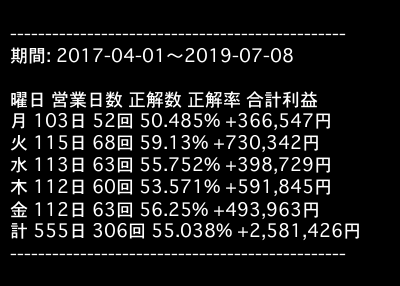 ------------------------------------------------
期間: 2017-04-01〜2019-07-08

曜日 営業日数 正解数 正解率 合計利益
月 103日 52回 50.485% +366,547円
火 115日 68回 59.13% +730,342円
水 113日 63回 55.752% +398,729円
木 112日 60回 53.571% +591,845円
金 112日 63回 56.25% +493,963円
計 555日 306回 55.038% +2,581,426円
------------------------------------------------